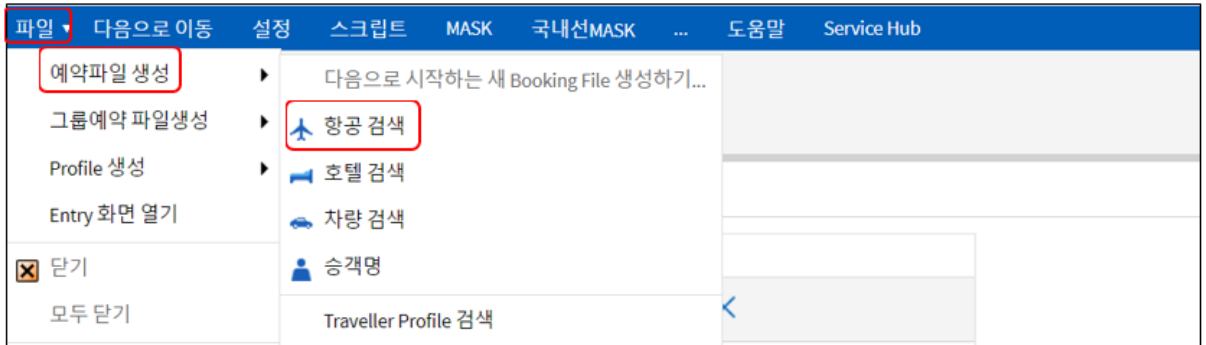 파일 ▾ 다음으로 이동 설정 스크립트 MASK 국내선MASK ... 도움말 Service Hub
예약파일 생성
그룹예약 파일생성
Profile 생성
Entry 화면 열기
닫기
모두 닫기
다음으로 시작하는 새 Booking File 생성하기...
항공 검색
호텔 검색
차량 검색
승객명
Traveller Profile 검색